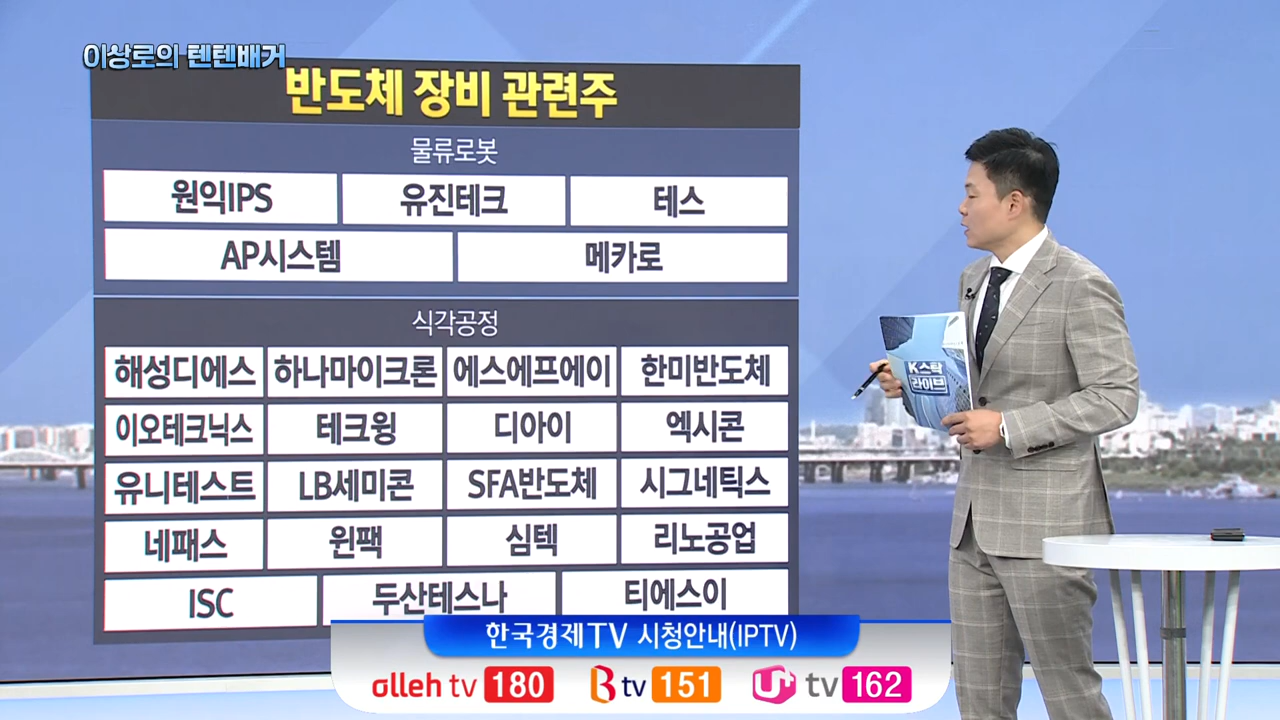 이상로의 텐텐배거
반도체 장비 관련주
물류로봇
원익IPS 유진테크 테스
AP시스템 메카로
식각공정
해성디에스 하나마이크론 에스에프에이 한미반도체
이오테크닉스 테크윙 디아이 엑시콘
유니테스트 LB세미콘 SFA반도체 시그네틱스
네패스 윈팩 심텍 리노공업
ISC 두산테스나 티에스이
K스탁
라이브
한국경제TV 시청안내(IPTV)
olleh tv 180 B tv 151 U+ tv 162